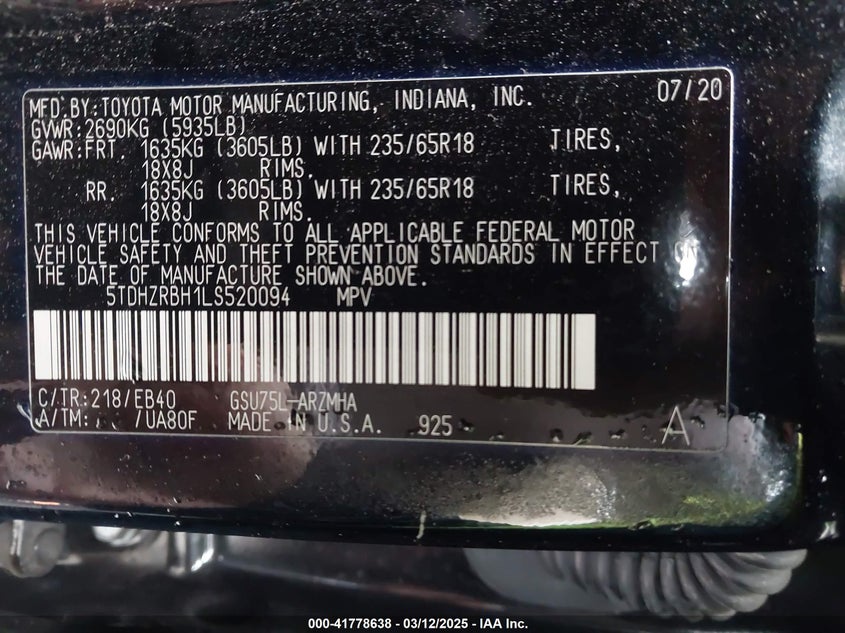 MFD.BY:TOYOTA MOTOR MANUFACTURING, INDIANA, INC. 07/20
GVWR:2690KG (5935LB)
GAWR:FRT. 1635KG (3605LB) WITH 235/65R18 TIRES,
18X8J RIMS.
RR. 1635KG (3605LB) WITH 235/65R18 TIRES,
18X8J RIMS.
THIS VEHICLE CONFORMS TO ALL APPLICABLE FEDERAL MOTOR
VEHICLE SAFETY AND THEFT PREVENTION STANDARDS IN EFFECT ON
THE DATE OF MANUFACTURE SHOWN ABOVE.
5TDHZRBH1LS520094 MPV
C/TR:218/EB40 GSU75L-ARZMHA
A/TM: /UA80F MADE IN U.S.A. 925 A
000-41778638 - 03/12/2025 - IAA Inc.